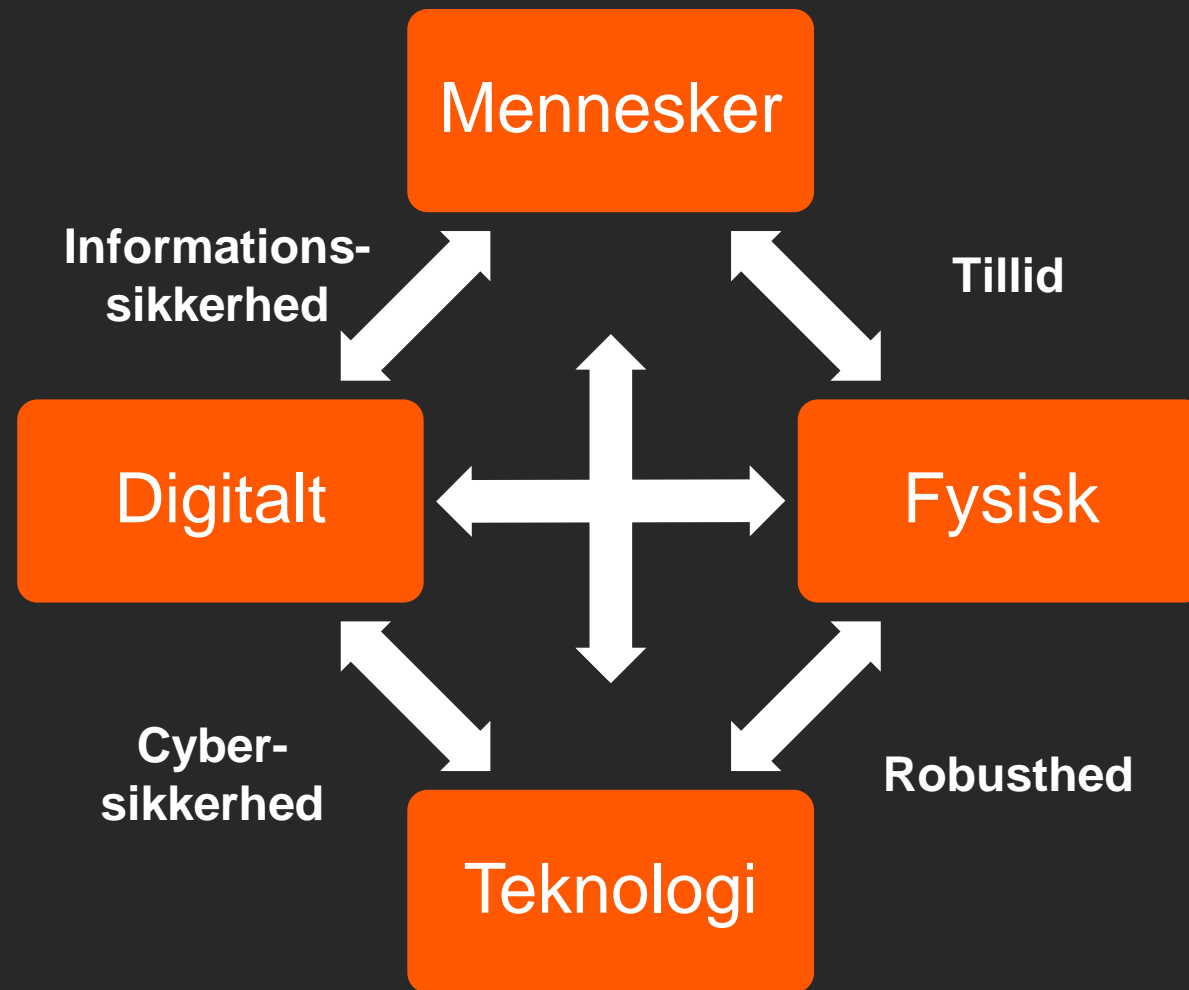 Mennesker
Informations-
sikkerhed
Tillid
Digitalt
Fysisk
Cyber-
sikkerhed
Robusthed
Teknologi